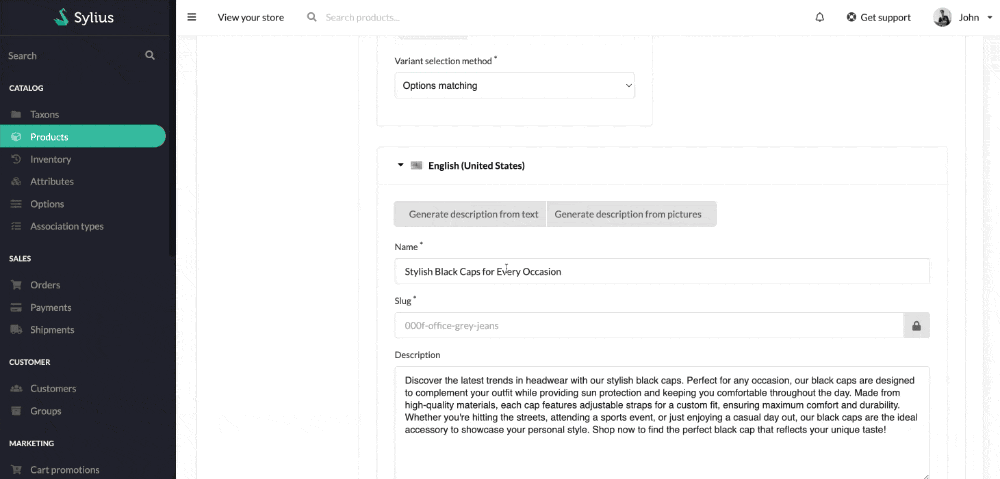 Sylius
View your store
Search products...
Get support
John
Search
CATALOG
Taxons
Products
Inventory
Attributes
Options
Association types
SALES
Orders
Payments
Shipments
CUSTOMER
Customers
Groups
MARKETING
Cart promotions
Variant selection method *
Options matching
English (United States)
Generate description from text
Generate description from pictures
Name *
Stylish Black Caps for Every Occasion
Slug *
000f-office-grey-jeans
Description
Discover the latest trends in headwear with our stylish black caps. Perfect for any occasion, our black caps are designed
to complement your outfit while providing sun protection and keeping you comfortable throughout the day. Made from
high-quality materials, each cap features adjustable straps for a custom fit, ensuring maximum comfort and durability.
Whether you're hitting the streets, attending a sports event, or just enjoying a casual day out, our black caps are the ideal
accessory to showcase your personal style. Shop now to find the perfect black cap that reflects your unique taste!